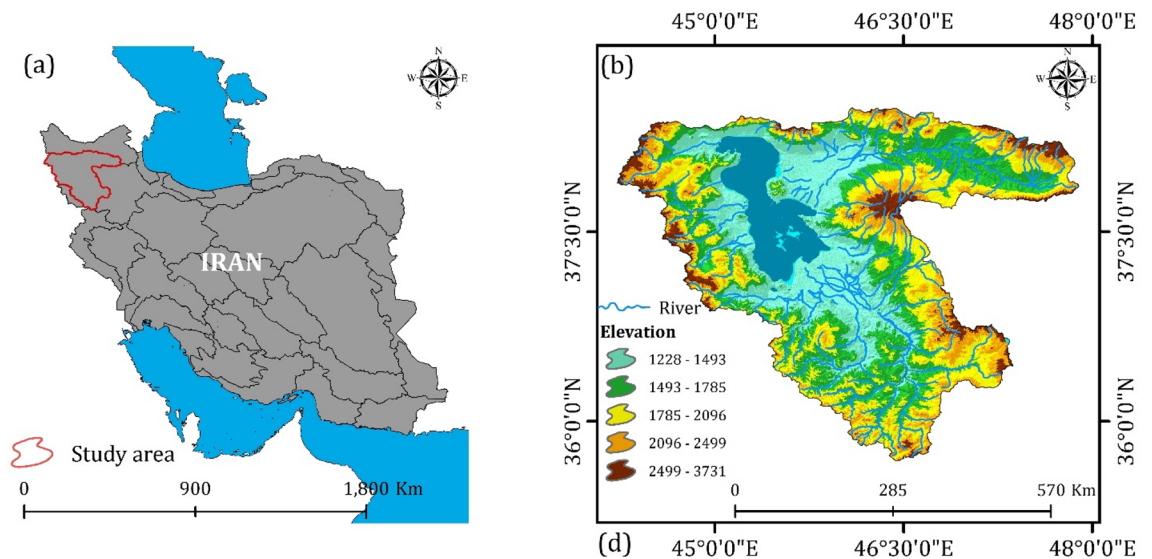 (a)
N
W E
S
IRAN
Study area
0 900 1,800 Km
45°0'0"E 46°30'0"E 48°0'0"E
(b)
N
W E
S
37°30'0"N 37°30'0"N
36°0'0"N 36°0'0"N
River
Elevation
1228 - 1493
1493 - 1785
1785 - 2096
2096 - 2499
2499 - 3731
0 285 570 Km
45°0'0"E 46°30'0"E 48°0'0"E
(d)